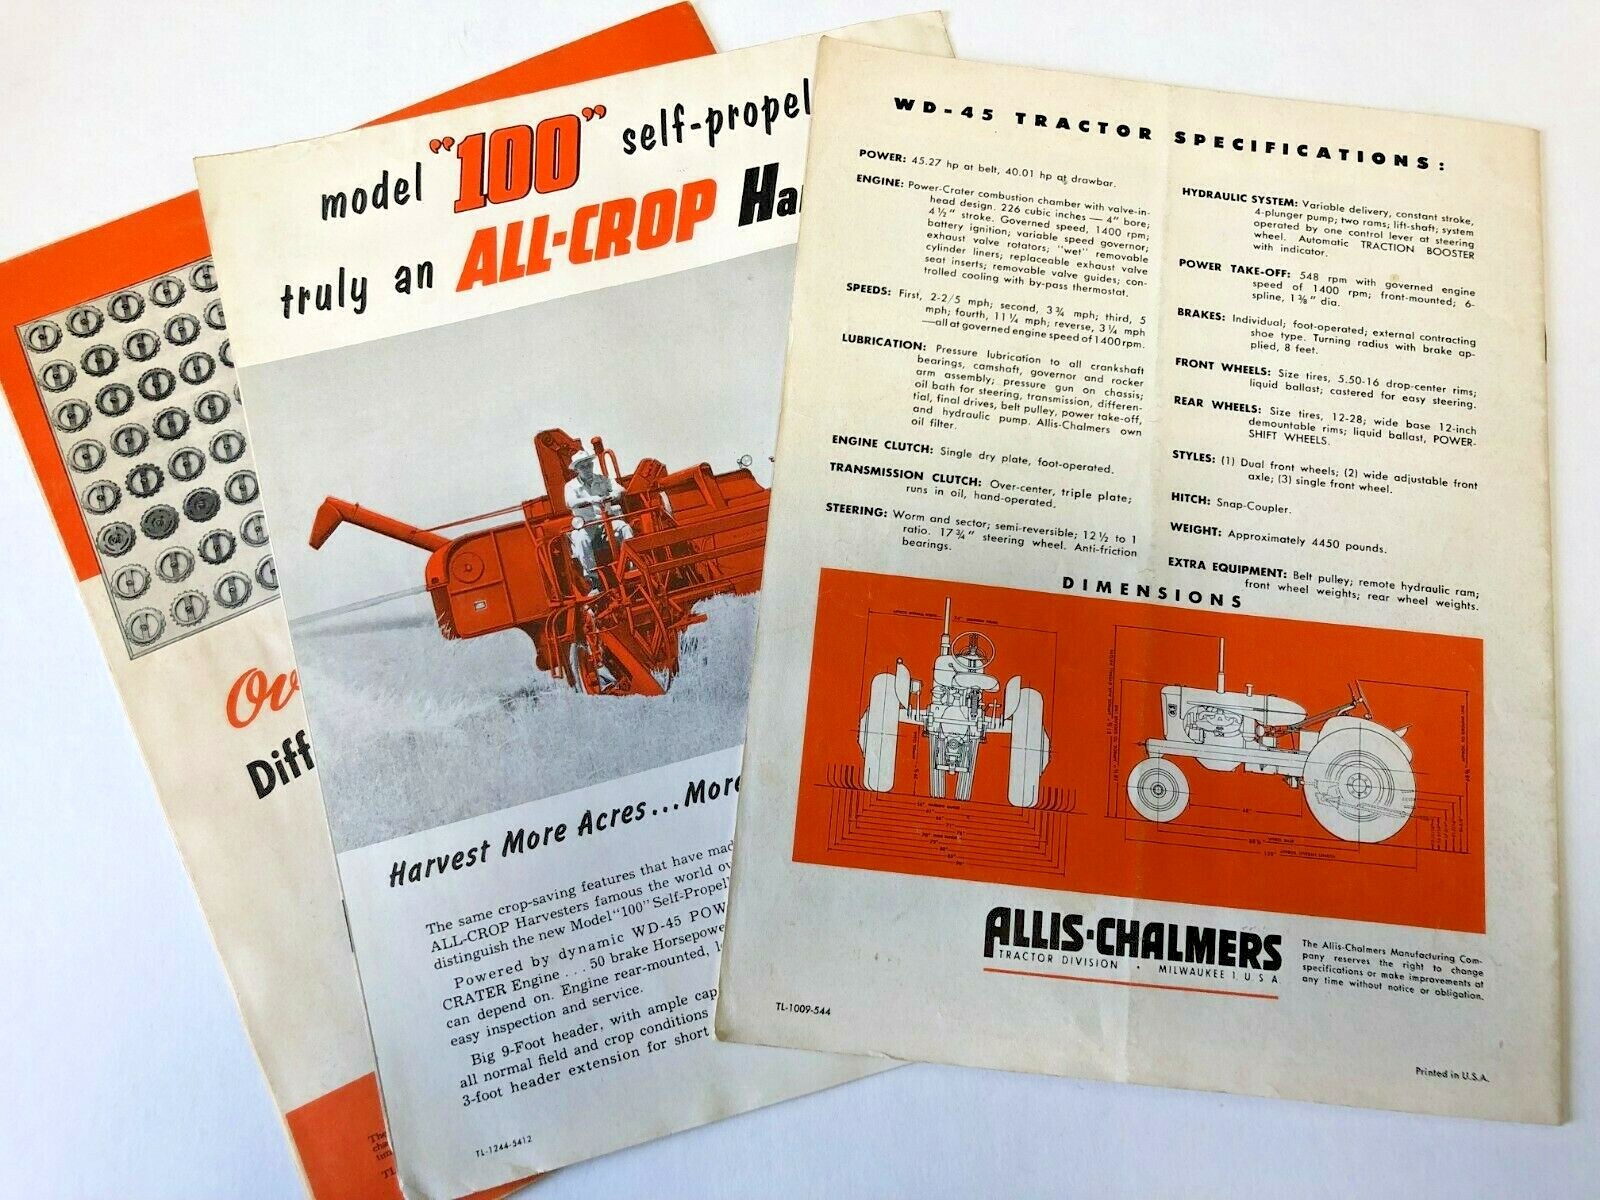 model "100" self-propel
truly an ALL-CROP Ha
Harvest More Acres...More
The same crop-saving features that have mad
ALL-CROP Harvesters famous the world ov
distinguish the new Model "100" Self-Propel
Powered by dynamic WD-45 POW
CRATER Engine . . . 50 brake Horsepowe
can depend on. Engine rear-mounted, l
easy inspection and service.
Big 9-Foot header, with ample cap
all normal field and crop conditions
3-foot header extension for short
TL-1244-5412
Ov
Diff
WD-45 TRACTOR SPECIFICATIONS:
POWER: 45.27 hp at belt, 40.01 hp at drawbar.
ENGINE: Power-Crater combustion chamber with valve-in-
head design. 226 cubic inches — 4" bore;
4½" stroke. Governed speed, 1400 rpm;
battery ignition; variable speed governor;
exhaust valve rotators; "wet" removable
cylinder liners; replaceable exhaust valve
seat inserts; removable valve guides; con-
trolled cooling with by-pass thermostat.
SPEEDS: First, 2-2/5 mph; second, 3¾ mph; third, 5
mph; fourth, 11¼ mph; reverse, 3¼ mph
—all at governed engine speed of 1400 rpm.
LUBRICATION: Pressure lubrication to all crankshaft
bearings, camshaft, governor and rocker
arm assembly; pressure gun on chassis;
oil bath for steering, transmission, differen-
tial, final drives, belt pulley, power take-off,
and hydraulic pump. Allis-Chalmers own
oil filter.
ENGINE CLUTCH: Single dry plate, foot-operated.
TRANSMISSION CLUTCH: Over-center, triple plate;
runs in oil, hand-operated.
STEERING: Worm and sector; semi-reversible; 12½ to 1
ratio. 17¾" steering wheel. Anti-friction
bearings.
HYDRAULIC SYSTEM: Variable delivery, constant stroke,
4-plunger pump; two rams; lift-shaft; system
operated by one control lever at steering
wheel. Automatic TRACTION BOOSTER
with indicator.
POWER TAKE-OFF: 548 rpm with governed engine
speed of 1400 rpm; front-mounted; 6-
spline, 1⅜" dia.
BRAKES: Individual; foot-operated; external contracting
shoe type. Turning radius with brake ap-
plied, 8 feet.
FRONT WHEELS: Size tires, 5.50-16 drop-center rims;
liquid ballast; castered for easy steering.
REAR WHEELS: Size tires, 12-28; wide base 12-inch
demountable rims; liquid ballast, POWER-
SHIFT WHEELS.
STYLES: (1) Dual front wheels; (2) wide adjustable front
axle; (3) single front wheel.
HITCH: Snap-Coupler.
WEIGHT: Approximately 4450 pounds.
EXTRA EQUIPMENT: Belt pulley; remote hydraulic ram;
front wheel weights; rear wheel weights.
DIMENSIONS
ALLIS-CHALMERS
TRACTOR DIVISION • MILWAUKEE 1, U.S.A.
The Allis-Chalmers Manufacturing Com-
pany reserves the right to change
specifications or make improvements at
any time without notice or obligation.
TL-1009-544
Printed in U.S.A.